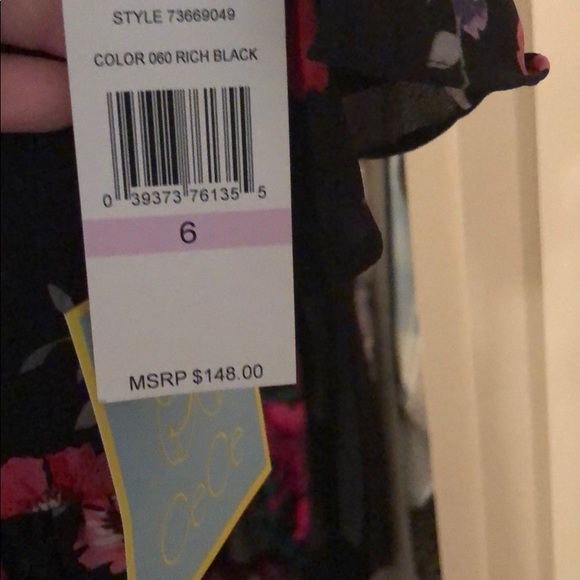 STYLE 73669049
COLOR 060 RICH BLACK
0 39373 76135 5
6
MSRP $148.00
CeCe